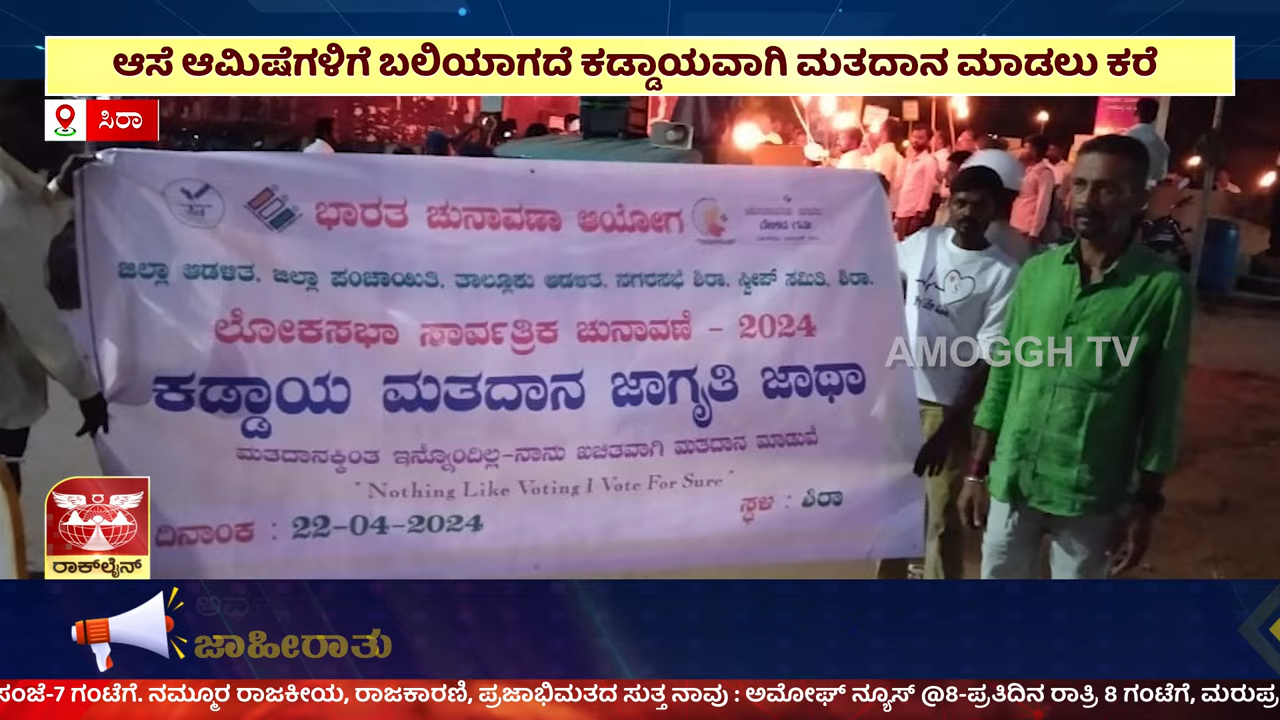 ಆಸೆ ಆಮಿಷೆಗಳಿಗೆ ಬಲಿಯಾಗದೆ ಕಡ್ಡಾಯವಾಗಿ ಮತದಾನ ಮಾಡಲು ಕರೆ
ಸಿರಾ
ಭಾರತ ಚುನಾವಣಾ ಆಯೋಗ
ಜಿಲ್ಲಾ ಆಡಳಿತ, ಜಿಲ್ಲಾ ಪಂಚಾಯಿತಿ, ತಾಲ್ಲೂಕು ಆಡಳಿತ, ನಗರಸಭೆ ಶಿರಾ, ಸ್ವೀಪ್ ಸಮಿತಿ, ಶಿರಾ.
ಲೋಕಸಭಾ ಸಾರ್ವತ್ರಿಕ ಚುನಾವಣೆ - 2024
AMOGGH TV
ಕಡ್ಡಾಯ ಮತದಾನ ಜಾಗೃತಿ ಜಾಥಾ
ಮತದಾನಕ್ಕಿಂತ ಇನ್ನೊಂದಿಲ್ಲ-ನಾನು ಖಚಿತವಾಗಿ ಮತದಾನ ಮಾಡುವೆ
"Nothing Like Voting I Vote For Sure"
ಸ್ಥಳ : ಶಿರಾ
ದಿನಾಂಕ : 22-04-2024
ರಾಕ್‌ಲೈನ್
ಜಾಹೀರಾತು
ಸಂಜೆ-7 ಗಂಟೆಗೆ. ನಮ್ಮೂರ ರಾಜಕೀಯ, ರಾಜಕಾರಣಿ, ಪ್ರಜಾಭಿಮತದ ಸುತ್ತ ನಾವು : ಅಮೋಘ್ ನ್ಯೂಸ್ @8-ಪ್ರತಿದಿನ ರಾತ್ರಿ 8 ಗಂಟೆಗೆ, ಮರುಪ್ರ